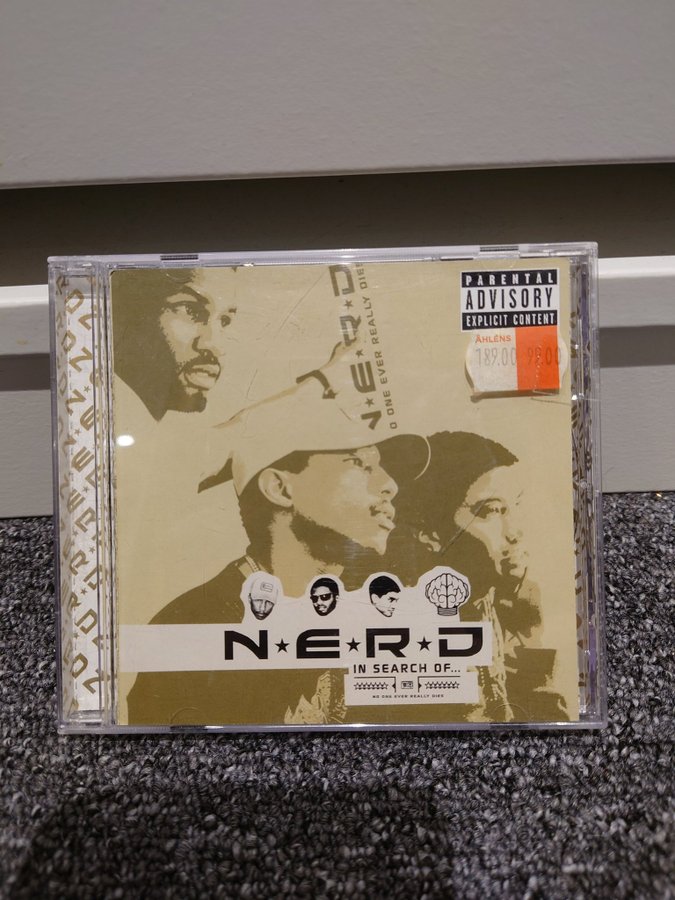 N★E★R★D
O ONE EVER REALLY DIE
PARENTAL
ADVISORY
EXPLICIT CONTENT
ÅHLÉNS
189.00 99.00
N★E★R★D
IN SEARCH OF...
NO ONE EVER REALLY DIES